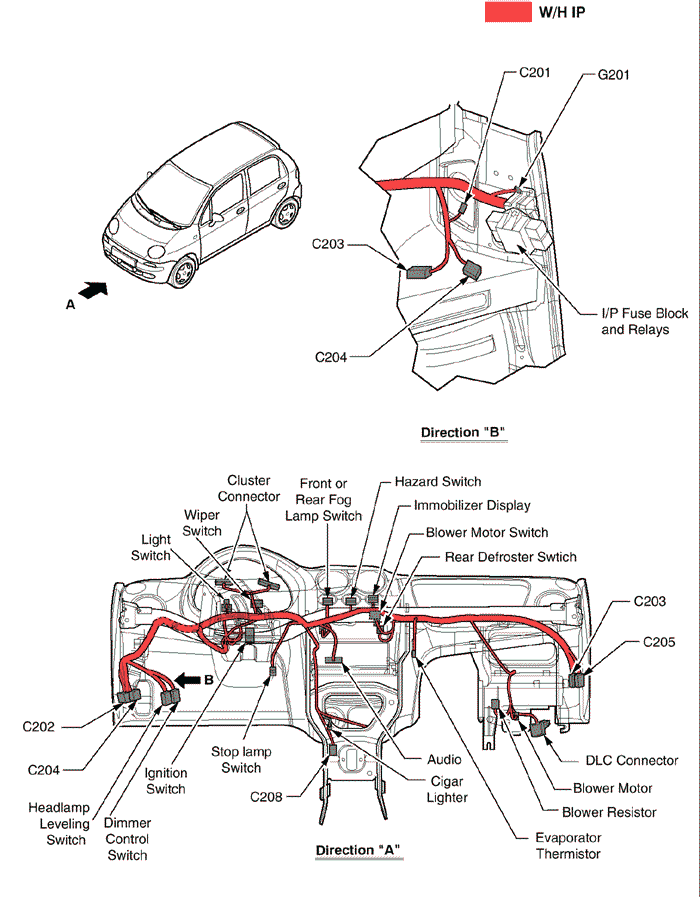 W/H IP
C201
G201
C203
A
I/P Fuse Block
and Relays
C204
Direction "B"
Cluster
Connector
Front or
Rear Fog
Lamp Switch
Hazard Switch
Immobilizer Display
Wiper
Switch
Blower Motor Switch
Light
Switch
Rear Defroster Swtich
C203
C205
B
C202
C204
Ignition
Switch
Stop lamp
Switch
Audio
DLC Connector
C208
Cigar
Lighter
Blower Motor
Headlamp
Leveling
Switch
Dimmer
Control
Switch
Blower Resistor
Evaporator
Thermistor
Direction "A"